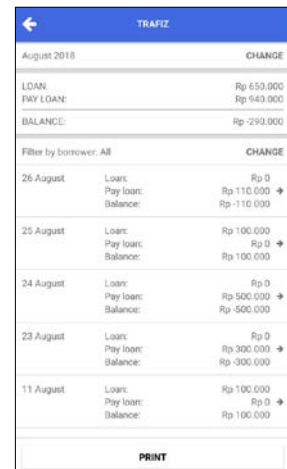 TRAFIZ
August 2018 CHANGE
LOAN: Rp 650.000
PAY LOAN: Rp 940.000
BALANCE: Rp -290.000
Filter by borrower: All CHANGE
26 August Loan: Rp 0
Pay loan: Rp 110.000
Balance: Rp -110.000
25 August Loan: Rp 100.000
Pay loan: Rp 0
Balance: Rp 100.000
24 August Loan: Rp 0
Pay loan: Rp 500.000
Balance: Rp -500.000
23 August Loan: Rp 0
Pay loan: Rp 300.000
Balance: Rp -300.000
11 August Loan: Rp 100.000
Pay loan: Rp 0
Balance: Rp 100.000
PRINT